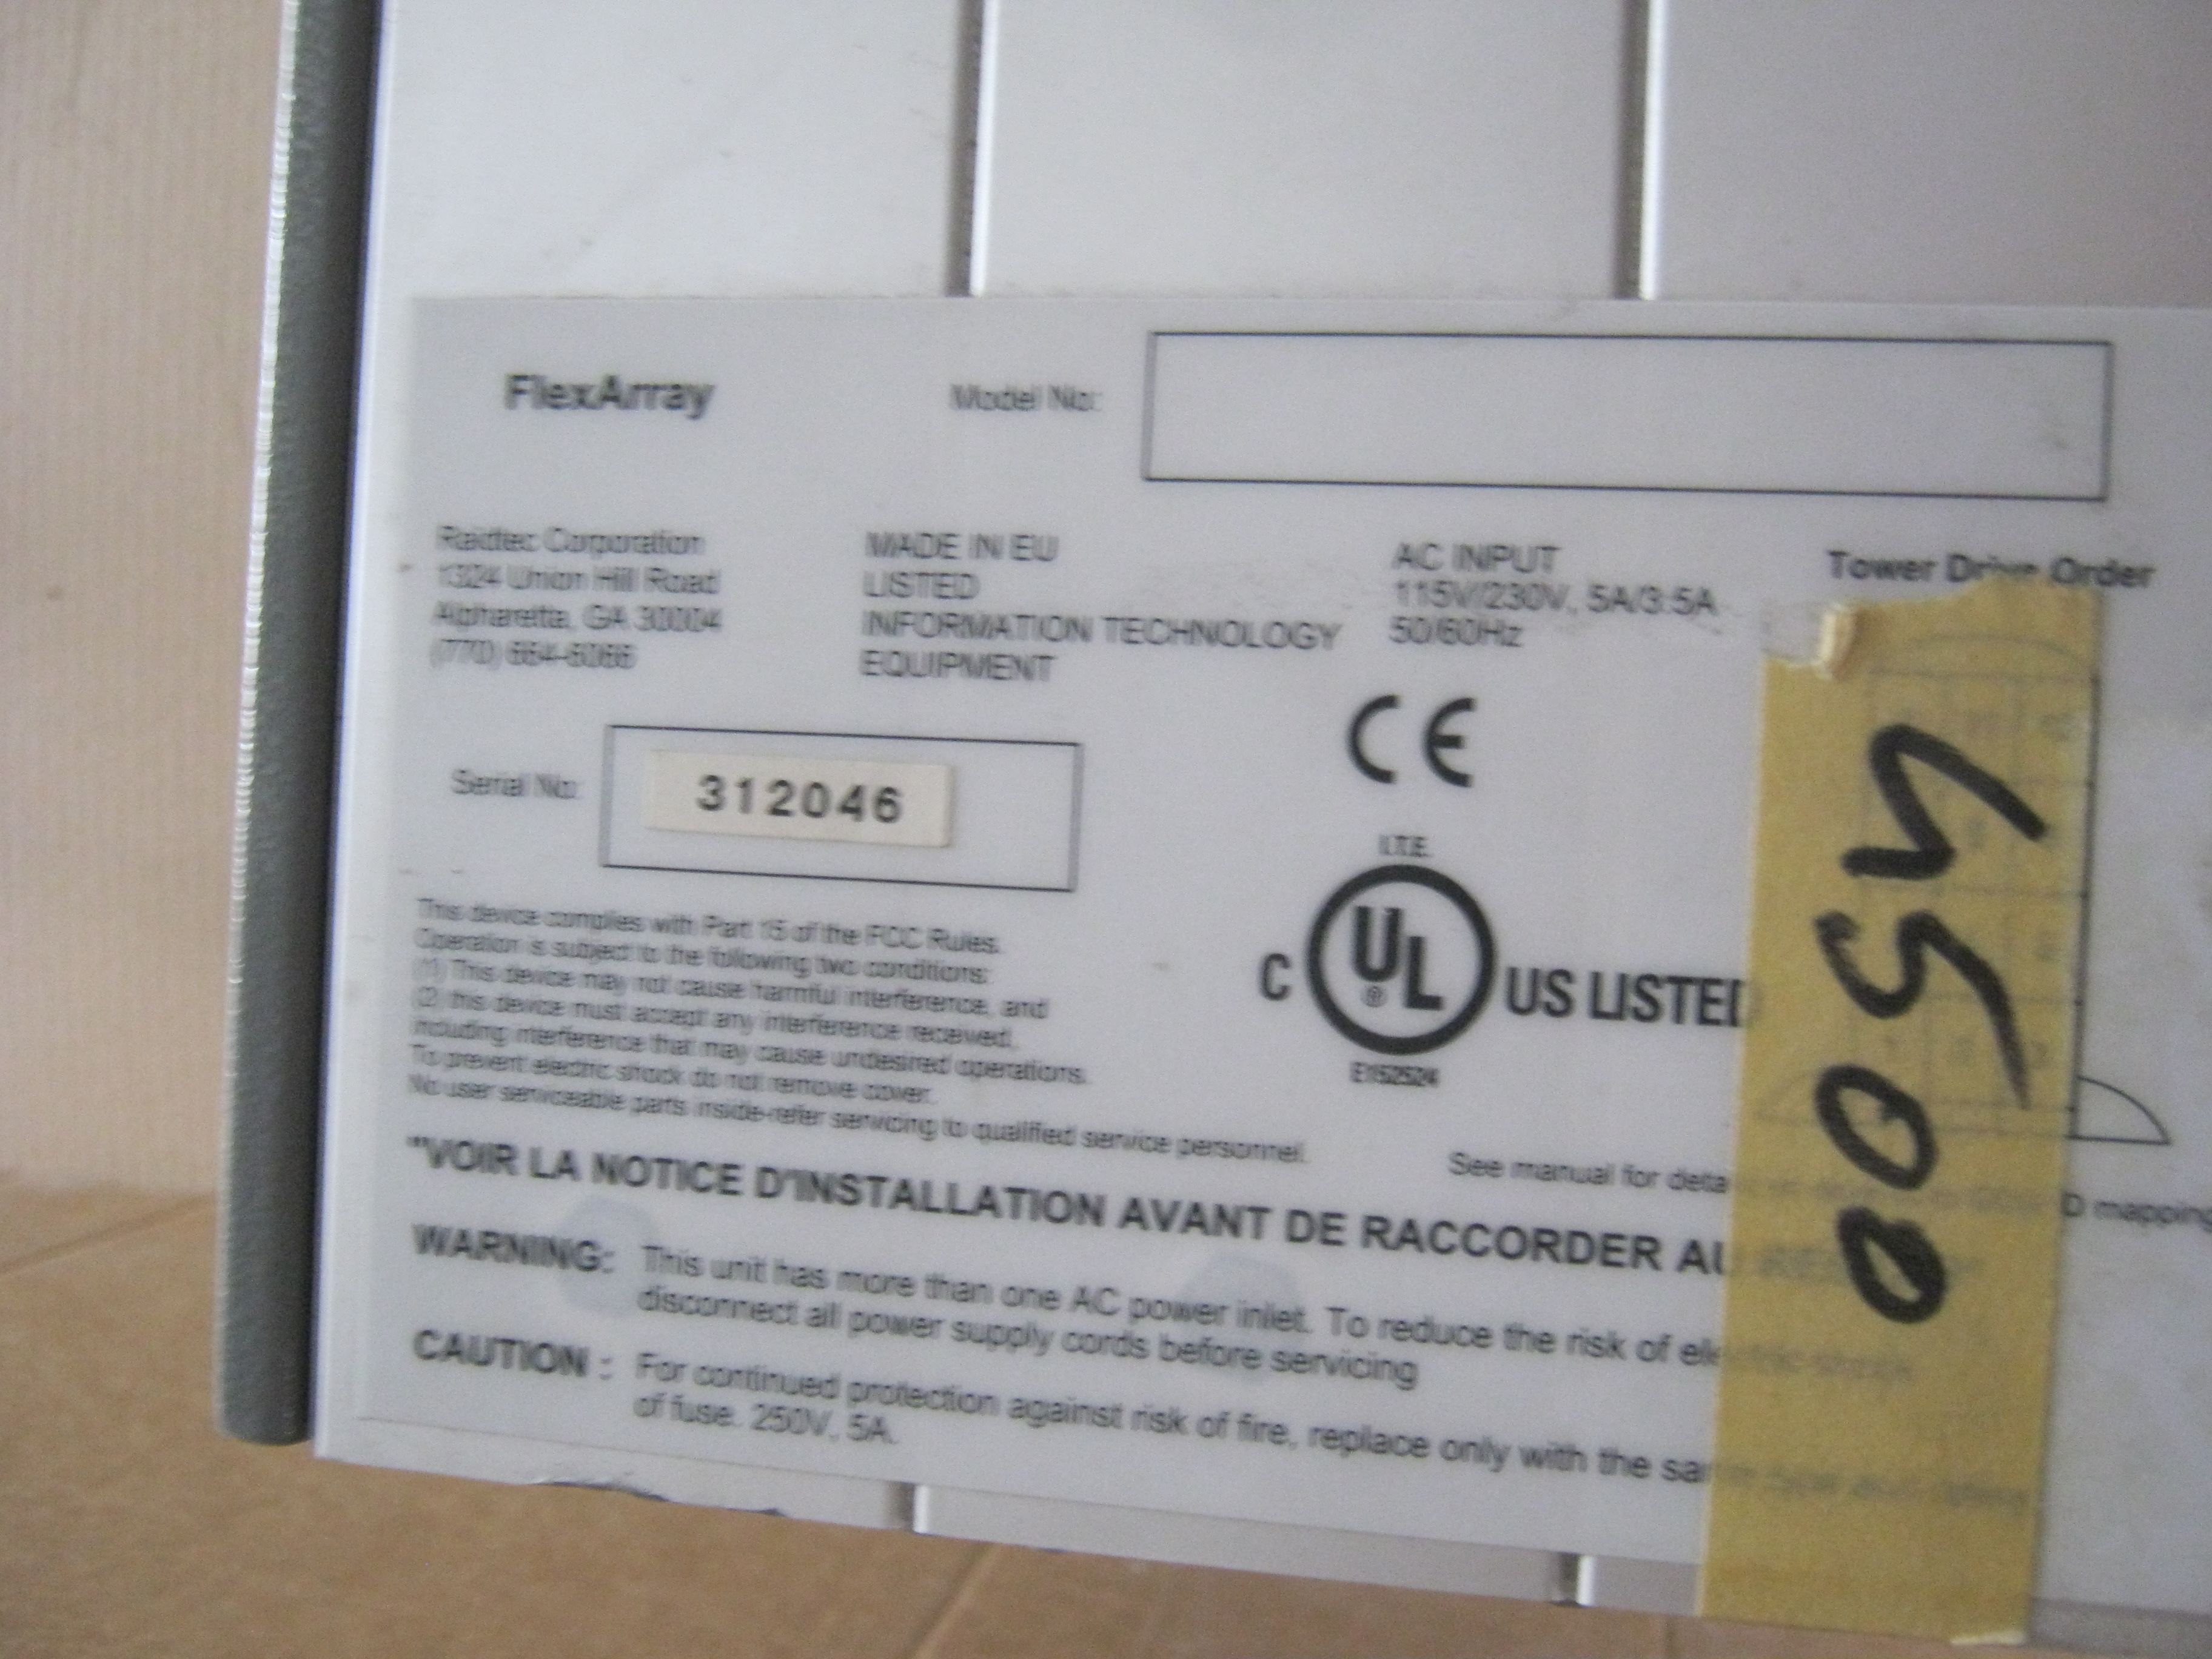 FlexArray
Model No:
Raidtec Corporation
1324 Union Hill Road
Alpharetta, GA 30004
(770) 664-6066
MADE IN EU
LISTED
INFORMATION TECHNOLOGY
EQUIPMENT
AC INPUT
115V/230V, 5A/3.5A
50/60Hz
Tower Drive Order
Serial No:
312046
CE
I.T.E.
C UL ® US LISTED
E152524
This device complies with Part 15 of the FCC Rules.
Operation is subject to the following two conditions:
(1) This device may not cause harmful interference, and
(2) this device must accept any interference received,
including interference that may cause undesired operations.
To prevent electric shock do not remove cover.
No user serviceable parts inside-refer servicing to qualified service personnel.
See manual for deta ID mapping
"VOIR LA NOTICE D'INSTALLATION AVANT DE RACCORDER AU
WARNING: This unit has more than one AC power inlet. To reduce the risk of electric shock
disconnect all power supply cords before servicing
CAUTION : For continued protection against risk of fire, replace only with the same type and rating
of fuse. 250V, 5A.